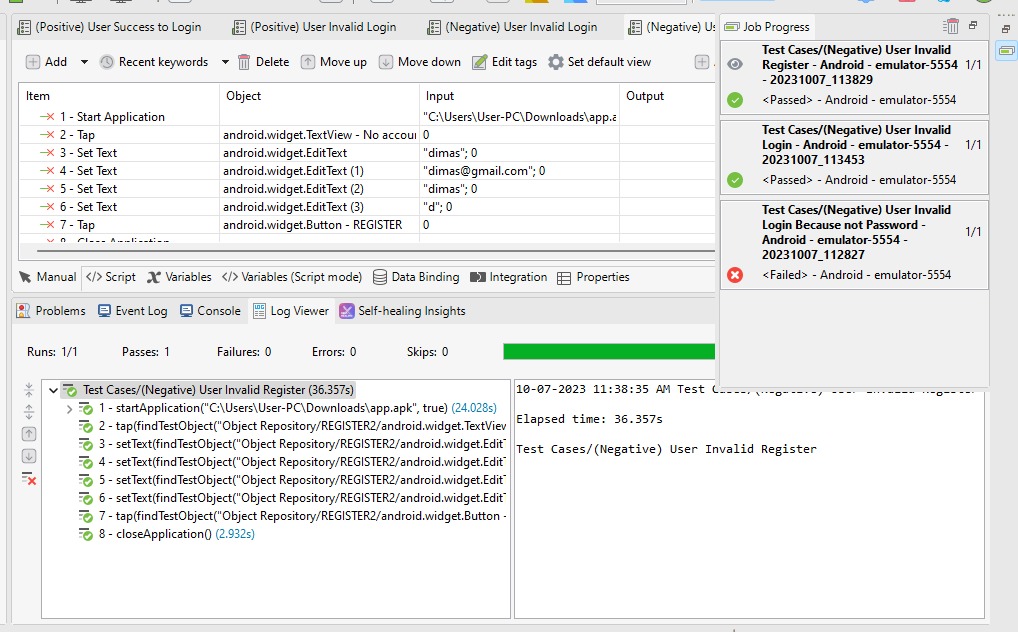 (Positive) User Success to Login
(Positive) User Invalid Login
(Negative) User Invalid Login
(Negative) Us
Job Progress
Add
Recent keywords
Delete
Move up
Move down
Edit tags
Set default view
Item Object Input Output
1 - Start Application "C:\Users\User-PC\Downloads\app.a
2 - Tap android.widget.TextView - No accour 0
3 - Set Text android.widget.EditText "dimas"; 0
4 - Set Text android.widget.EditText (1) "dimas@gmail.com"; 0
5 - Set Text android.widget.EditText (2) "dimas"; 0
6 - Set Text android.widget.EditText (3) "d"; 0
7 - Tap android.widget.Button - REGISTER 0
8 - Close Application
Test Cases/(Negative) User Invalid
Register - Android - emulator-5554 1/1
- 20231007_113829
<Passed> - Android - emulator-5554
Test Cases/(Negative) User Invalid
Login - Android - emulator-5554 - 1/1
20231007_113453
<Passed> - Android - emulator-5554
Test Cases/(Negative) User Invalid
Login Because not Password -
Android - emulator-5554 - 1/1
20231007_112827
<Failed> - Android - emulator-5554
Manual </> Script Variables </> Variables (Script mode) Data Binding Integration Properties
Problems Event Log Console Log Viewer Self-healing Insights
Runs: 1/1 Passes: 1 Failures: 0 Errors: 0 Skips: 0
Test Cases/(Negative) User Invalid Register (36.357s)
1 - startApplication("C:\Users\User-PC\Downloads\app.apk", true) (24.028s)
2 - tap(findTestObject("Object Repository/REGISTER2/android.widget.TextView
3 - setText(findTestObject("Object Repository/REGISTER2/android.widget.EditT
4 - setText(findTestObject("Object Repository/REGISTER2/android.widget.EditT
5 - setText(findTestObject("Object Repository/REGISTER2/android.widget.EditT
6 - setText(findTestObject("Object Repository/REGISTER2/android.widget.EditT
7 - tap(findTestObject("Object Repository/REGISTER2/android.widget.Button -
8 - closeApplication() (2.932s)
10-07-2023 11:38:35 AM Test Cases/(Negative) User Invalid Register
Elapsed time: 36.357s
Test Cases/(Negative) User Invalid Register